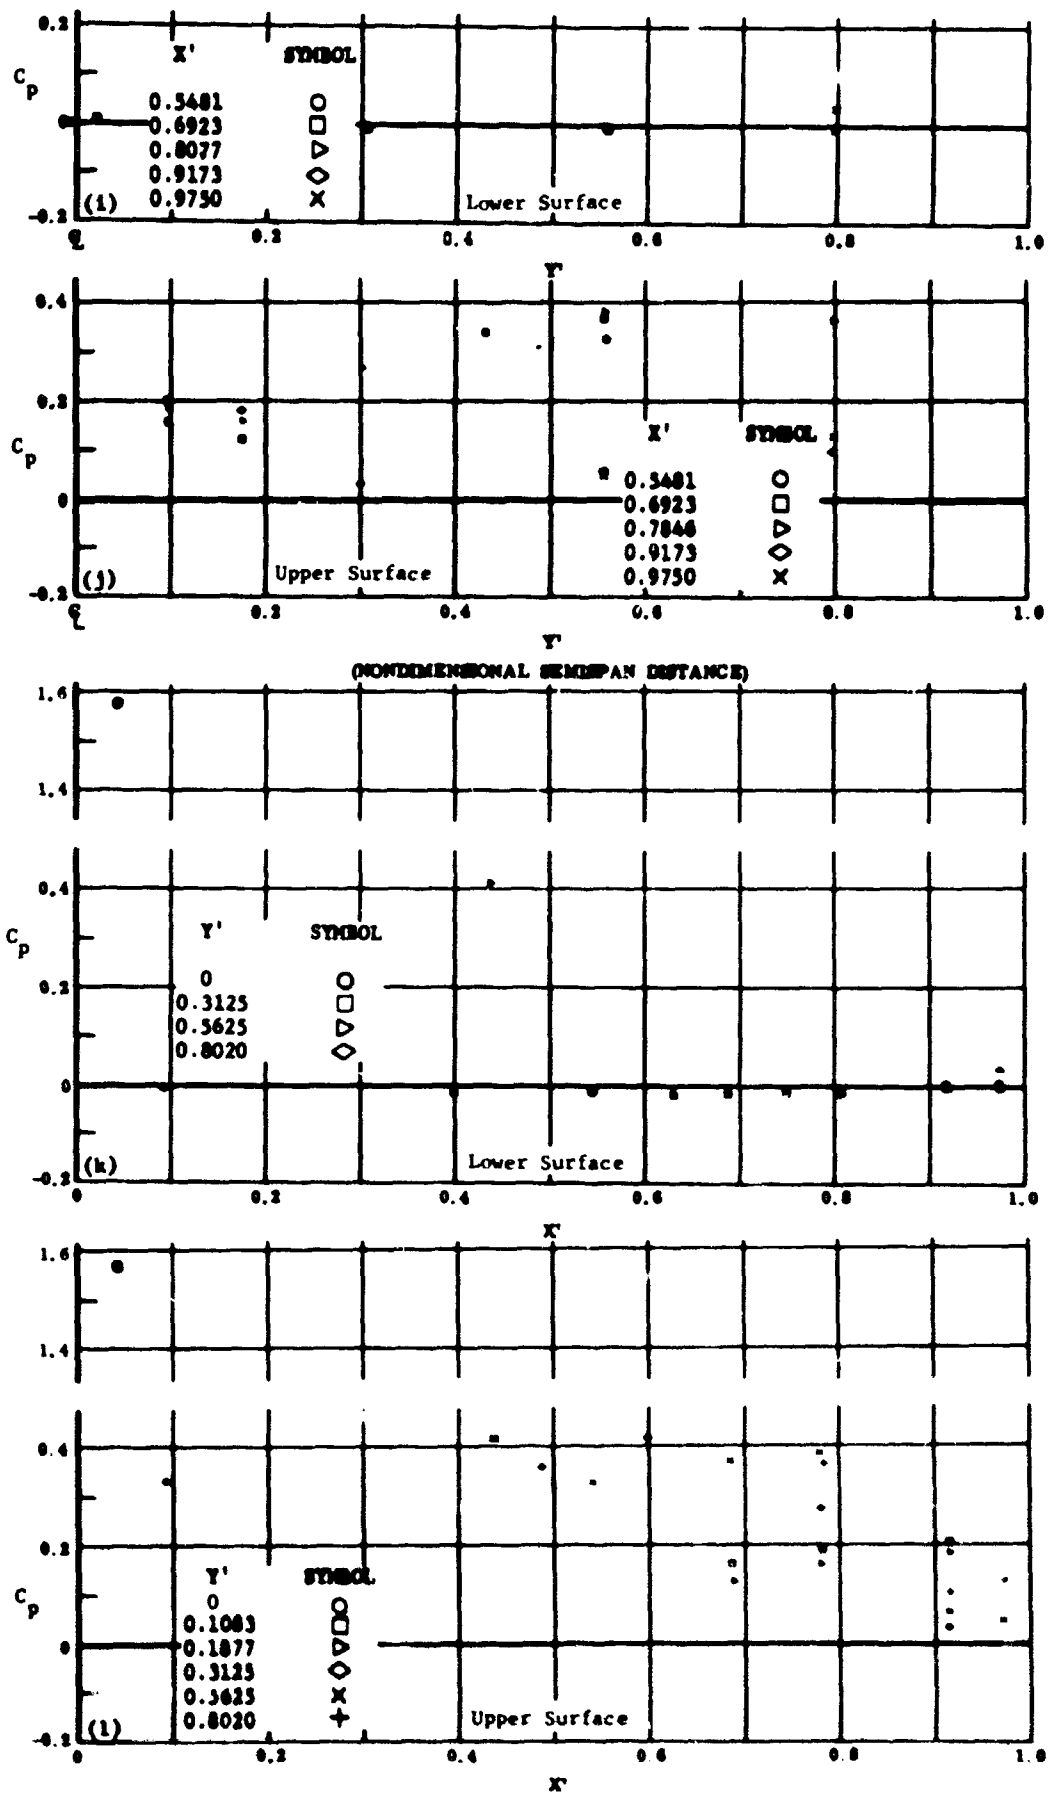 0.2
X' SYMBOL
C
p
0.5481
0.6923
0.8077
0.9173
0.9750
(i)
Lower Surface
-0.2
0.2 0.4 0.6 0.8 1.0
Y'
0.4
0.2
X' SYMBOL
C
p
0.5481
0.6923
0.7846
0.9173
0.9750
0
(j)
Upper Surface
-0.2
0.2 0.4 0.6 0.8 1.0
Y'
(NONDIMENSIONAL SEMISPAN DISTANCE)
1.6
1.4
0.4
C
p
Y' SYMBOL
0
0.3125
0.5625
0.8020
0.2
0
(k)
Lower Surface
-0.2
0 0.2 0.4 0.6 0.8 1.0
X'
1.6
1.4
0.4
0.2
Y' SYMBOL
C
p
0
0.1083
0.1877
0.3125
0.5625
0.8020
0
(l)
Upper Surface
-0.2
0 0.2 0.4 0.6 0.8 1.0
X'